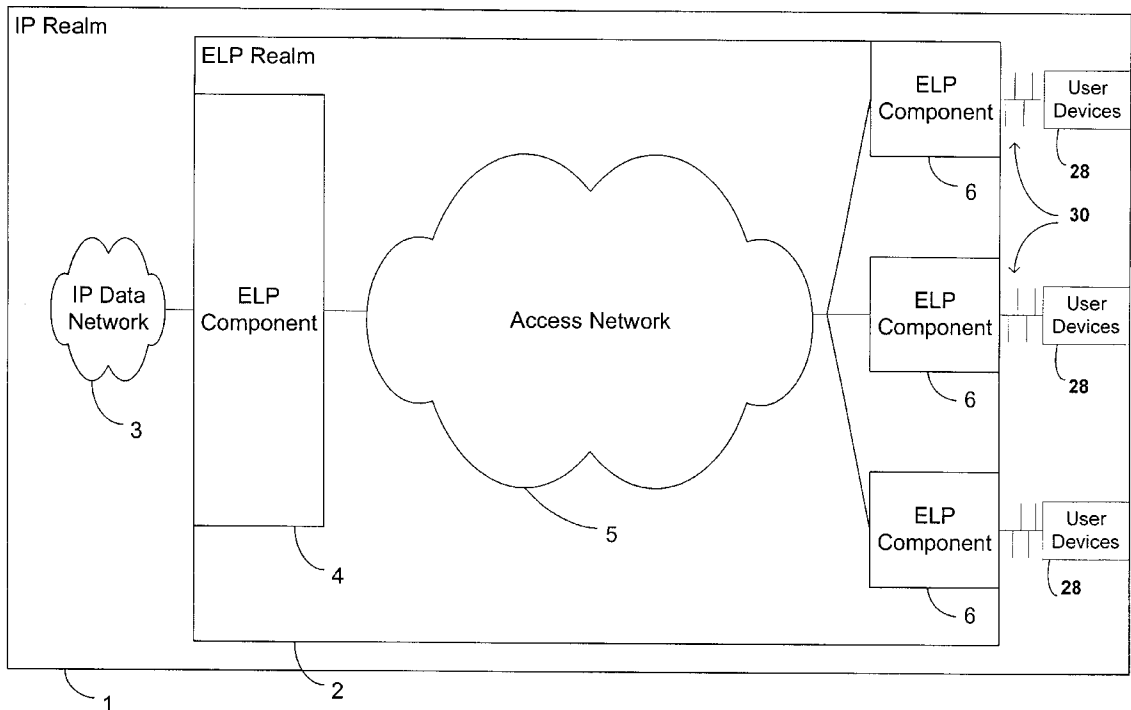 IP Realm
ELP Realm
ELP
Component
User
Devices
28
6
30
IP Data
Network
3
ELP
Component
4
Access Network
5
ELP
Component
6
User
Devices
28
ELP
Component
6
User
Devices
28
2
1